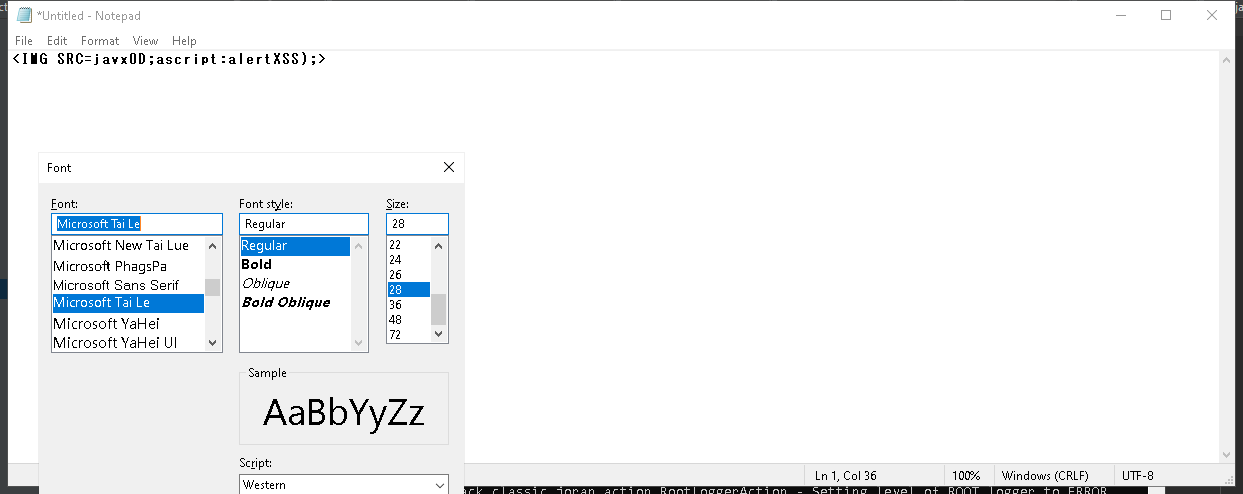 *Untitled - Notepad
File Edit Format View Help
<IMG SRC=javx0D;ascript:alertXSS);>
Font
Font: Font style: Size:
Microsoft Tai Le Regular 28
Microsoft New Tai Lue Regular 22
Microsoft PhagsPa Bold 24
Microsoft Sans Serif Oblique 26
Microsoft Tai Le Bold Oblique 28
Microsoft YaHei 36
Microsoft YaHei UI 48
72
Sample
AaBbYyZz
Script:
Western
Ln 1, Col 36 100% Windows (CRLF) UTF-8
ack.classic.joran.action.RootLoggerAction - Setting level of ROOT logger to ERROR